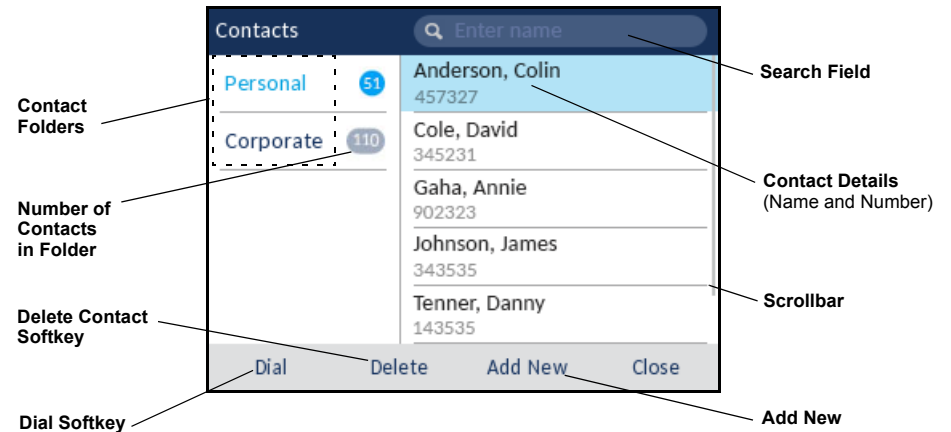 Contacts
Enter name
Search Field
Contact
Folders
Personal
51
Corporate
110
Anderson, Colin
457327
Cole, David
345231
Gaha, Annie
902323
Johnson, James
343535
Tenner, Danny
143535
Contact Details
(Name and Number)
Number of
Contacts
in Folder
Scrollbar
Delete Contact
Softkey
Dial
Delete
Add New
Close
Dial Softkey
Add New